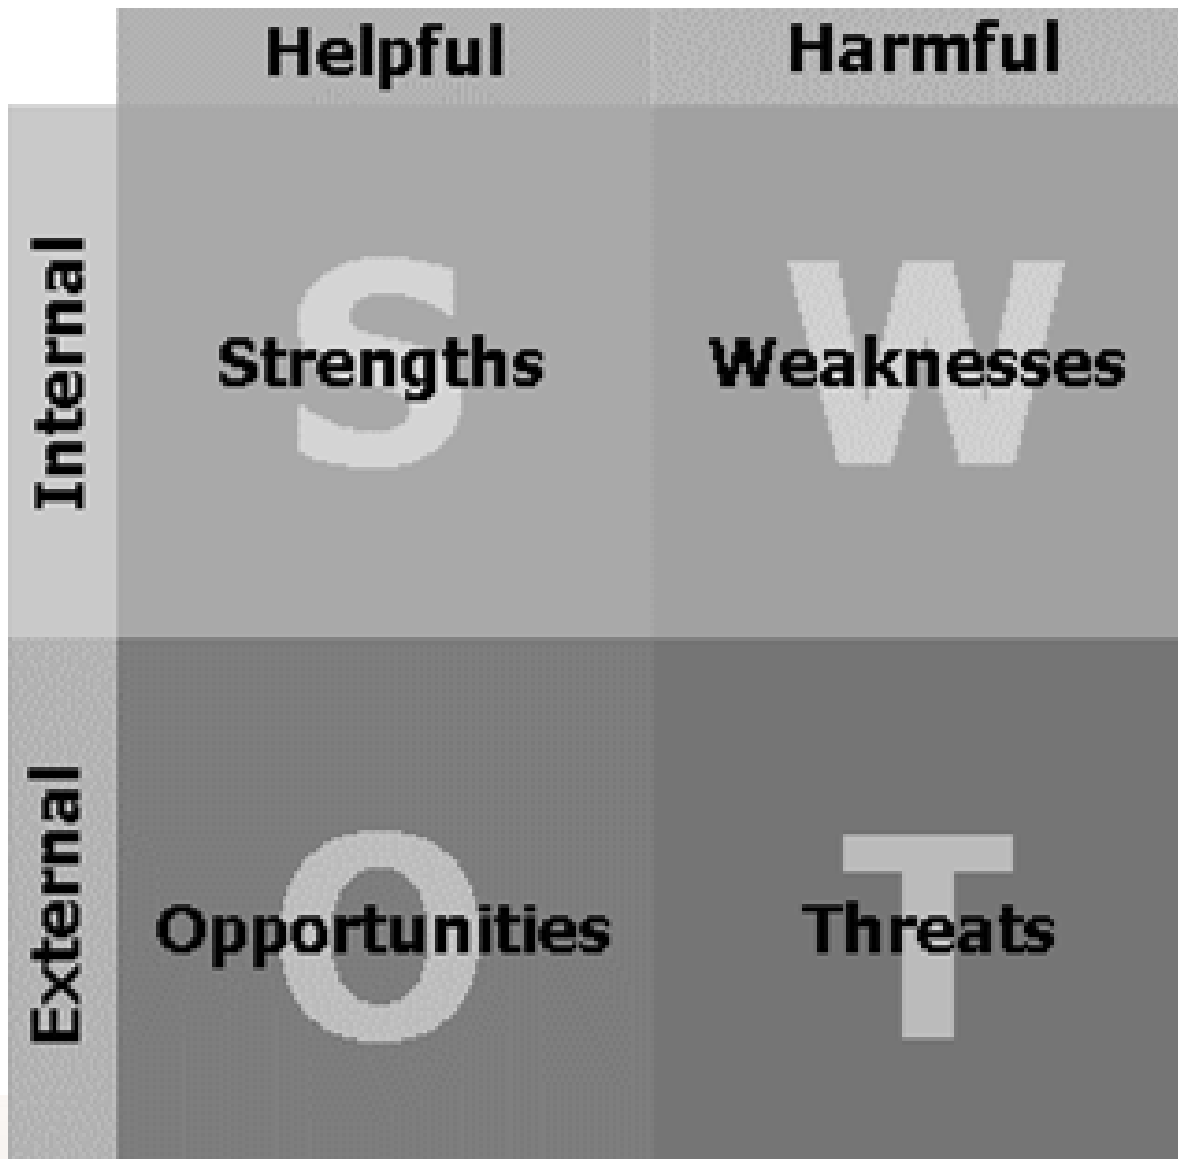 Helpful
Harmful
Internal
S
Strengths
W
Weaknesses
External
O
Opportunities
T
Threats